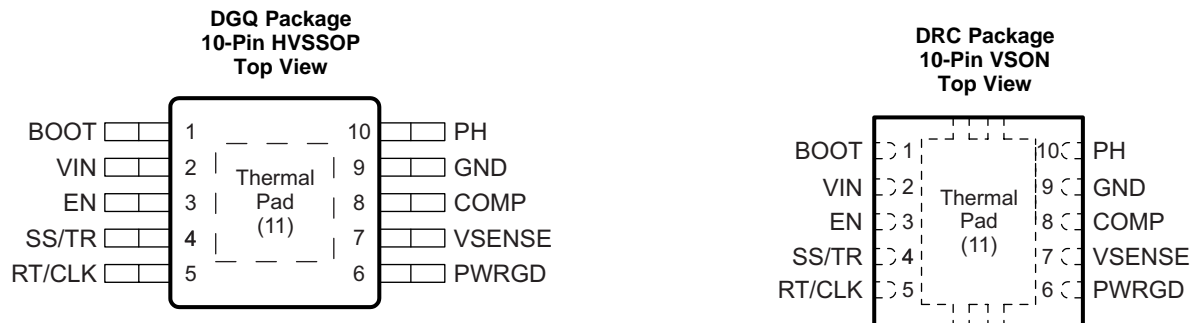 DGQ Package
10-Pin HVSSOP
Top View
BOOT 1 10 PH
VIN 2 9 GND
EN 3 8 COMP
SS/TR 4 7 VSENSE
RT/CLK 5 6 PWRGD
Thermal
Pad
(11)
DRC Package
10-Pin VSON
Top View
BOOT 1 10 PH
VIN 2 9 GND
EN 3 8 COMP
SS/TR 4 7 VSENSE
RT/CLK 5 6 PWRGD
Thermal
Pad
(11)